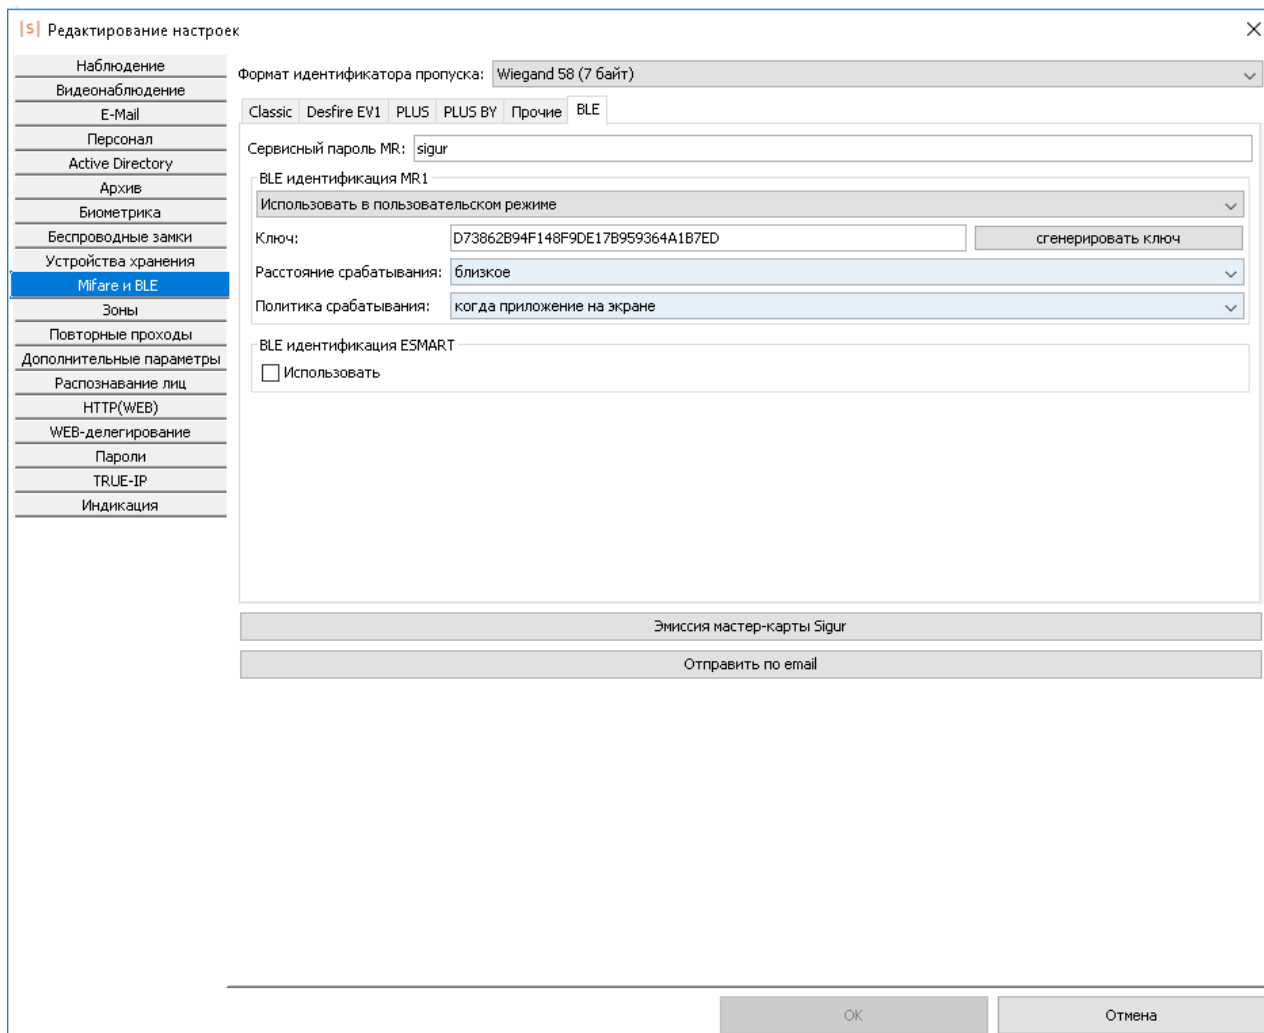 |S| Редактирование настроек
Наблюдение
Видеонаблюдение
E-Mail
Персонал
Active Directory
Архив
Биометрика
Беспроводные замки
Устройства хранения
Mifare и BLE
Зоны
Повторные проходы
Дополнительные параметры
Распознавание лиц
HTTP(WEB)
WEB-делегирование
Пароли
TRUE-IP
Индикация
Формат идентификатора пропуска: Wiegand 58 (7 байт)
Classic Desfire EV1 PLUS PLUS BY Прочие BLE
Сервисный пароль MR: sigur
BLE идентификация MR1
Использовать в пользовательском режиме
Ключ: D73862B94F148F9DE17B959364A1B7ED сгенерировать ключ
Расстояние срабатывания: близкое
Политика срабатывания: когда приложение на экране
BLE идентификация ESMART
Использовать
Эмиссия мастер-карты Sigur
Отправить по email
OK Отмена